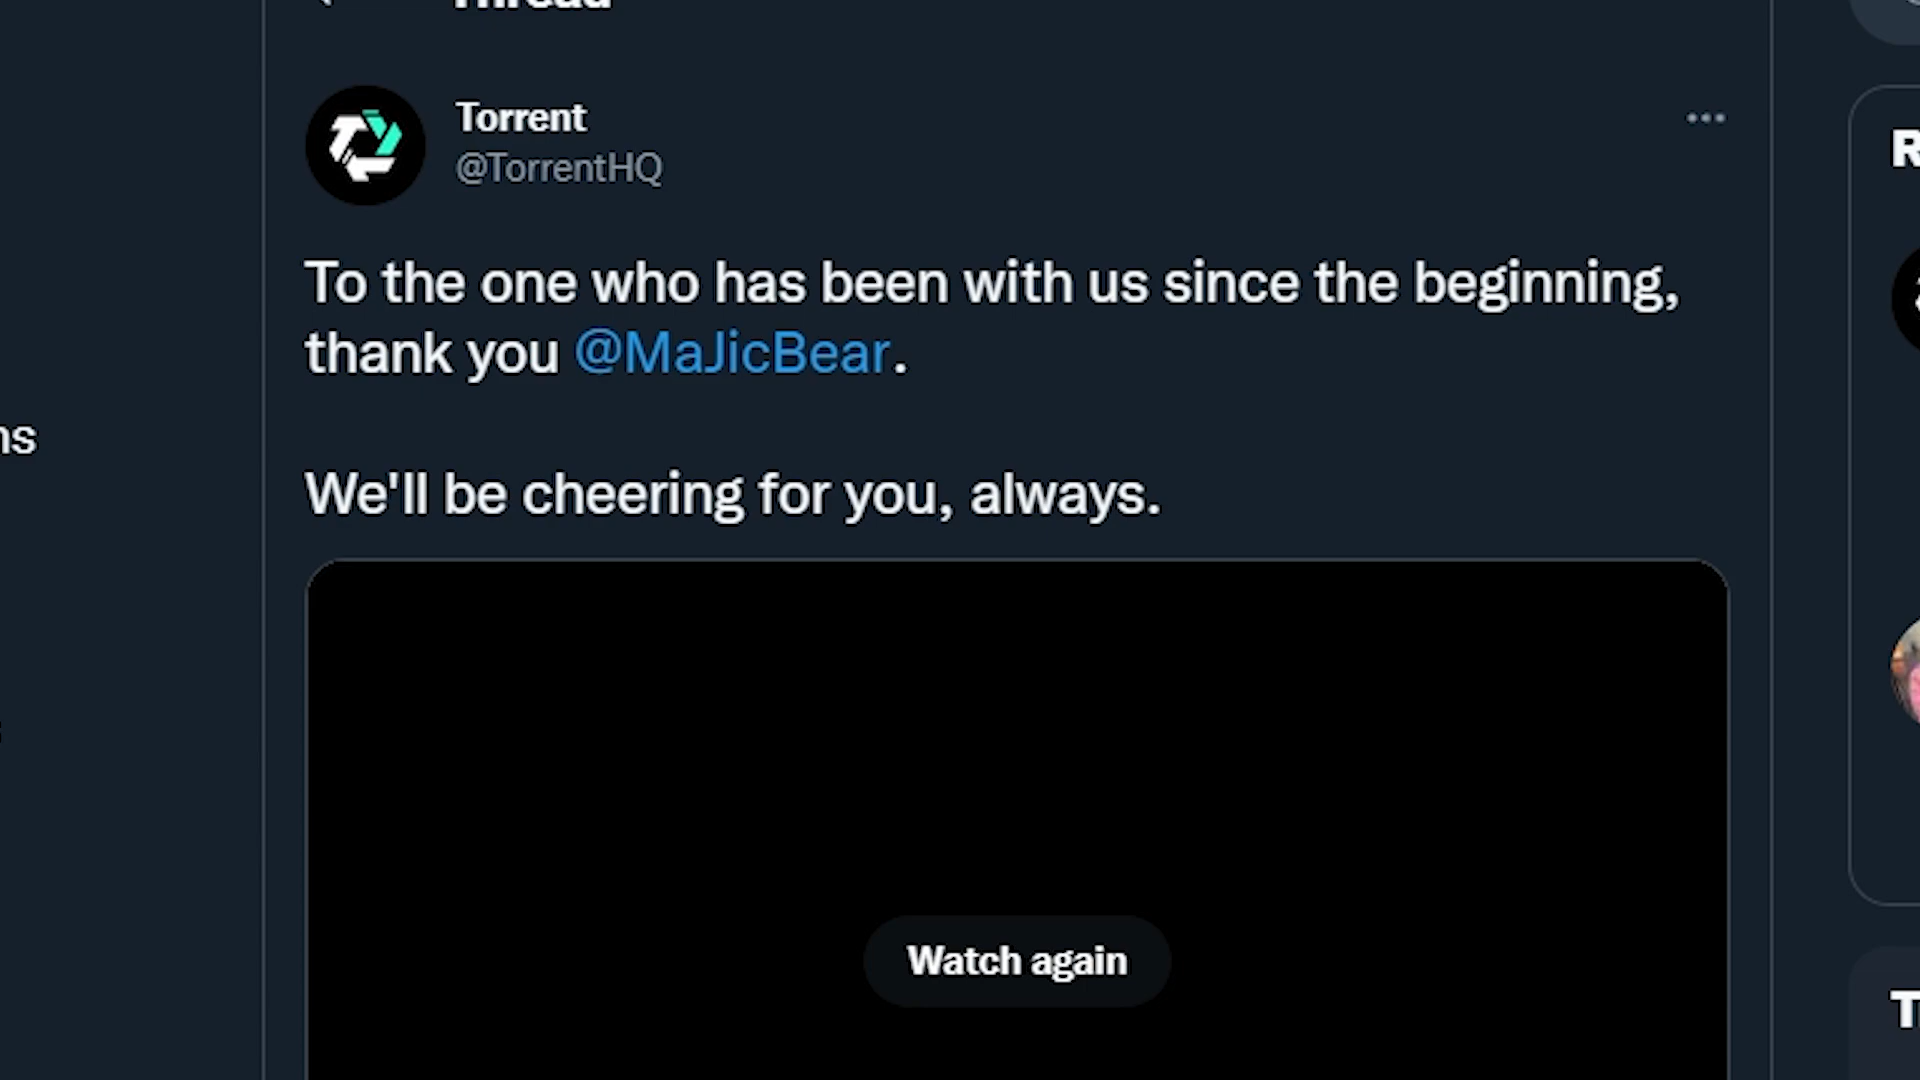 Thread
Torrent
@TorrentHQ
To the one who has been with us since the beginning,
thank you @MaJicBear.
We'll be cheering for you, always.
Watch again